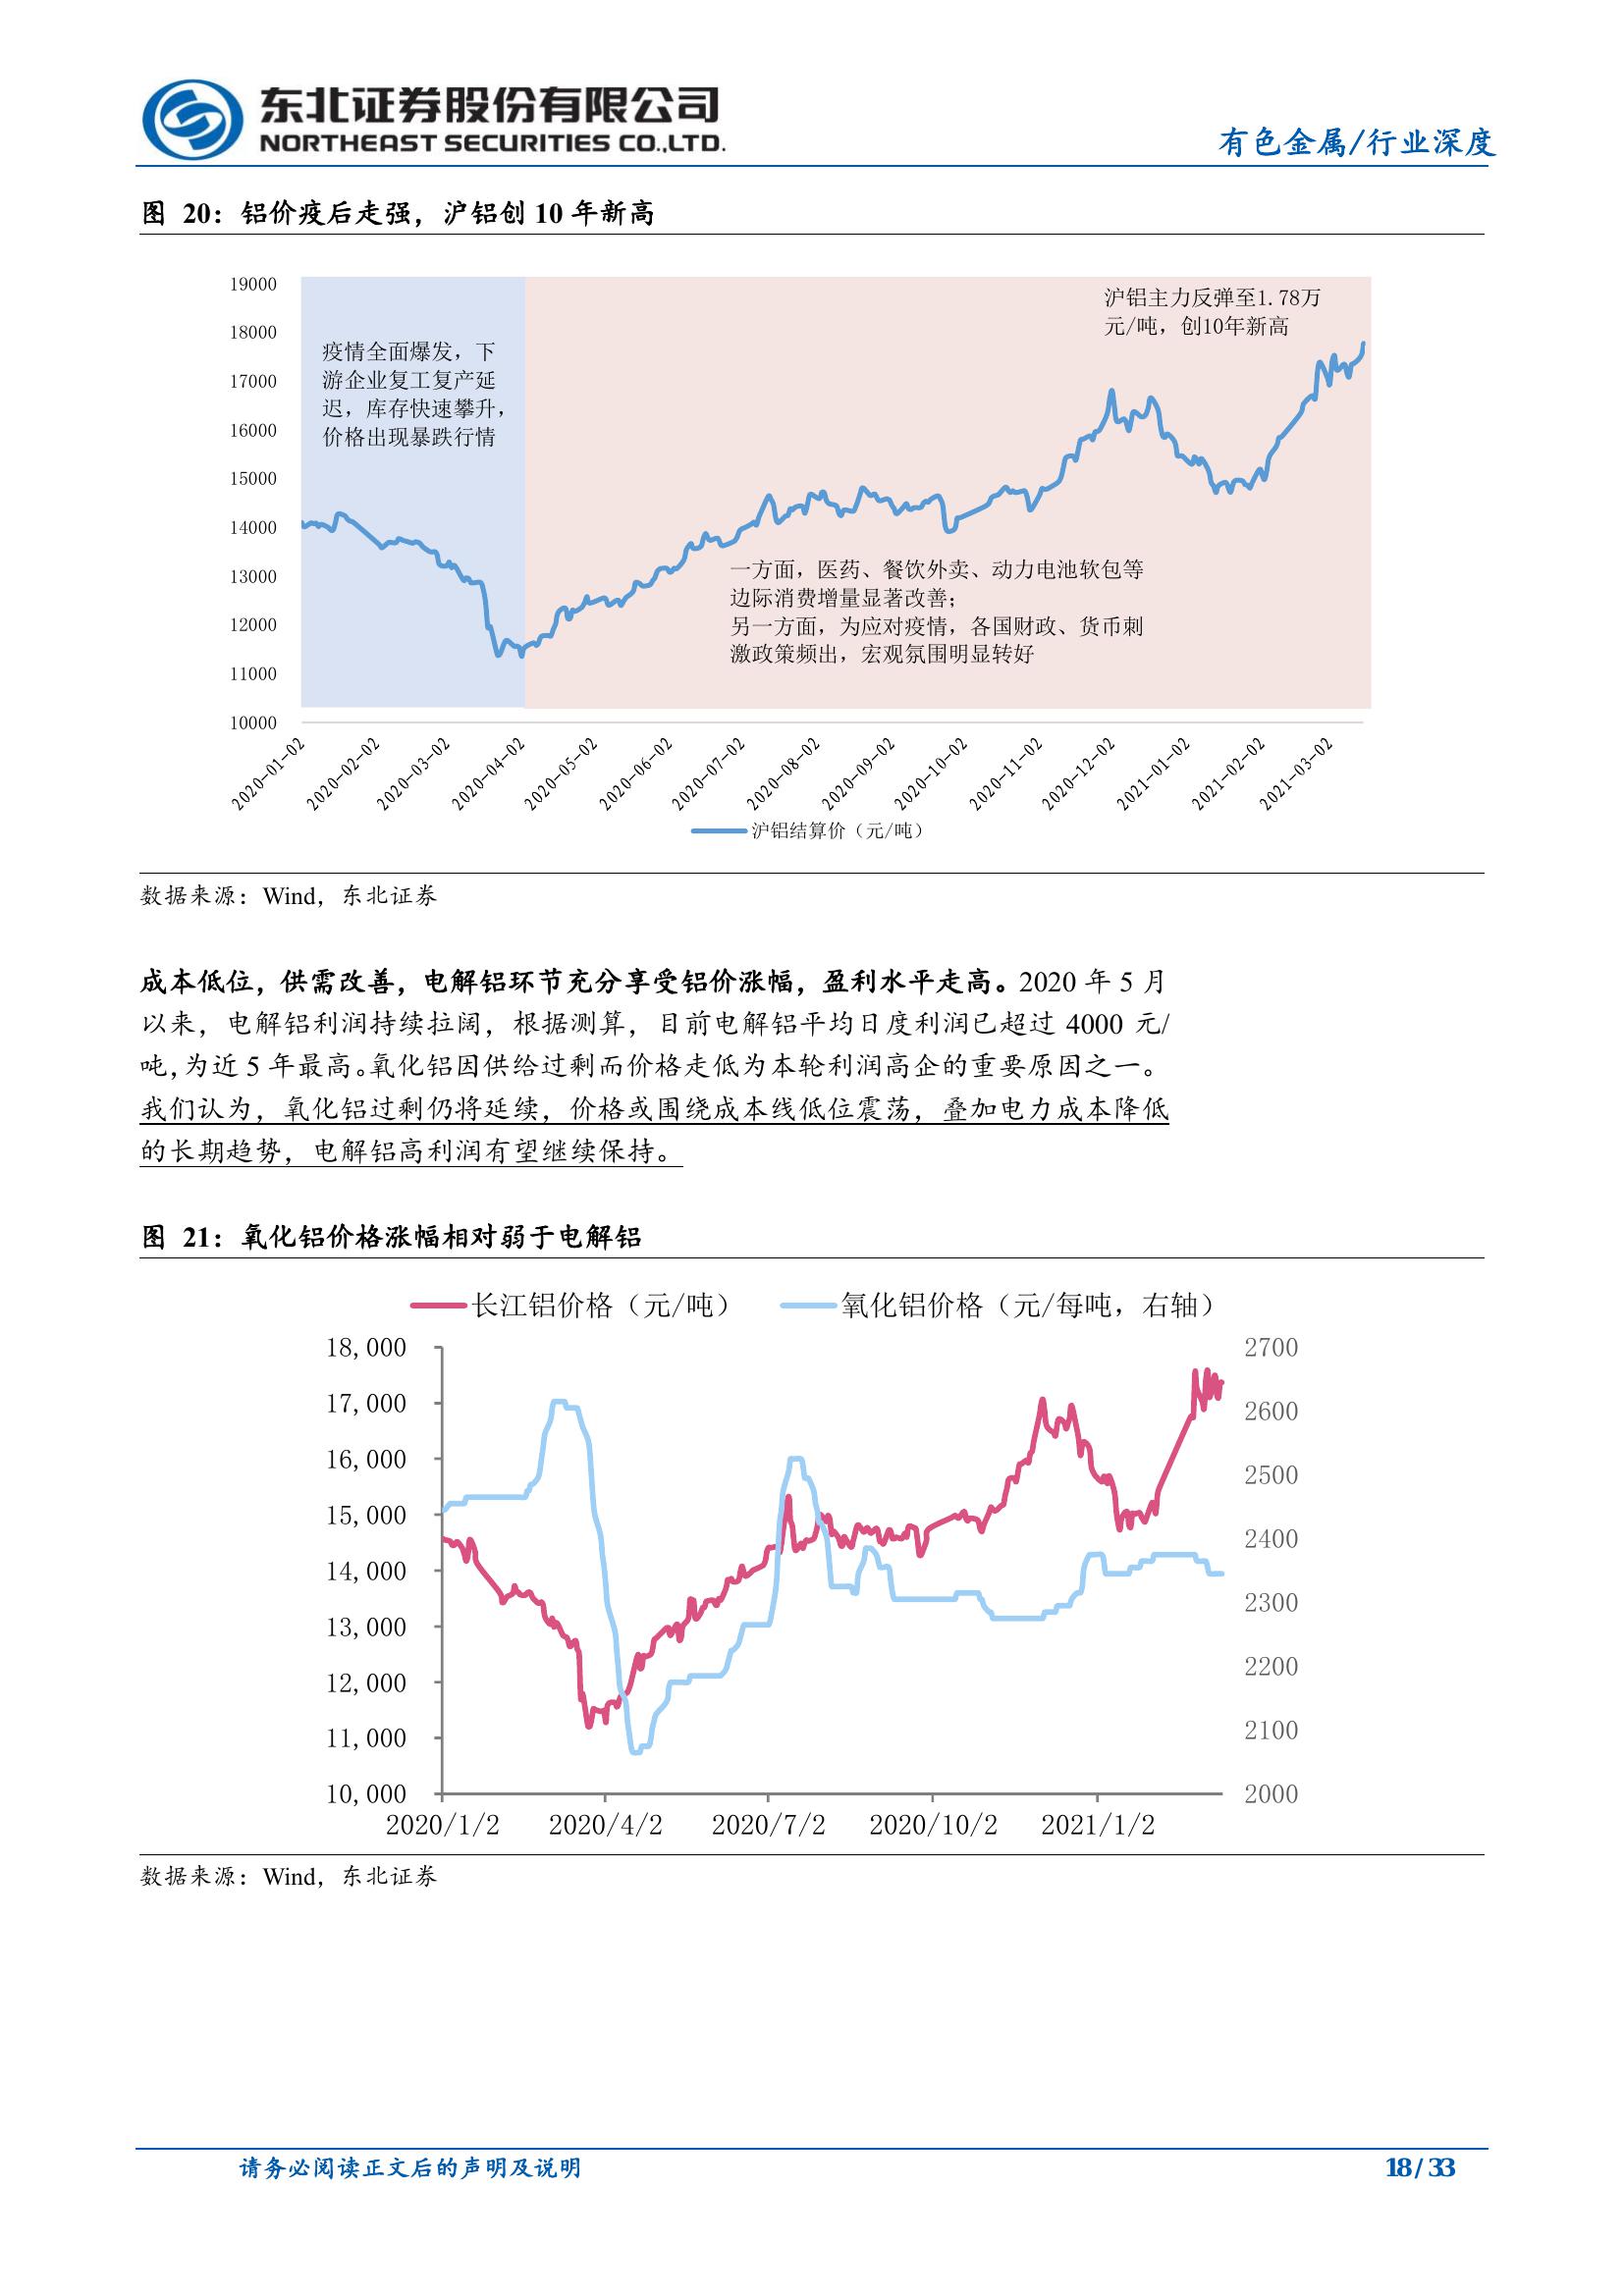 东北证券股份有限公司
NORTHEAST SECURITIES CO.,LTD.
有色金属/行业深度
图 20：铝价疫后走强，沪铝创 10 年新高
19000
18000
17000
16000
15000
14000
13000
12000
11000
10000
疫情全面爆发，下
游企业复工复产延
迟，库存快速攀升，
价格出现暴跌行情
沪铝主力反弹至1.78万
元/吨，创10年新高
一方面，医药、餐饮外卖、动力电池软包等
边际消费增量显著改善；
另一方面，为应对疫情，各国财政、货币刺
激政策频出，宏观氛围明显转好
2020-01-02
2020-02-02
2020-03-02
2020-04-02
2020-05-02
2020-06-02
2020-07-02
2020-08-02
2020-09-02
2020-10-02
2020-11-02
2020-12-02
2021-01-02
2021-02-02
2021-03-02
沪铝结算价（元/吨）
数据来源：Wind，东北证券
成本低位，供需改善，电解铝环节充分享受铝价涨幅，盈利水平走高。2020 年 5 月
以来，电解铝利润持续拉阔，根据测算，目前电解铝平均日度利润已超过 4000 元/
吨，为近 5 年最高。氧化铝因供给过剩而价格走低为本轮利润高企的重要原因之一。
我们认为，氧化铝过剩仍将延续，价格或围绕成本线低位震荡，叠加电力成本降低
的长期趋势，电解铝高利润有望继续保持。
图 21：氧化铝价格涨幅相对弱于电解铝
长江铝价格（元/吨）
氧化铝价格（元/每吨，右轴）
18,000
17,000
16,000
15,000
14,000
13,000
12,000
11,000
10,000
2700
2600
2500
2400
2300
2200
2100
2000
2020/1/2
2020/4/2
2020/7/2
2020/10/2
2021/1/2
数据来源：Wind，东北证券
请务必阅读正文后的声明及说明
18 / 33